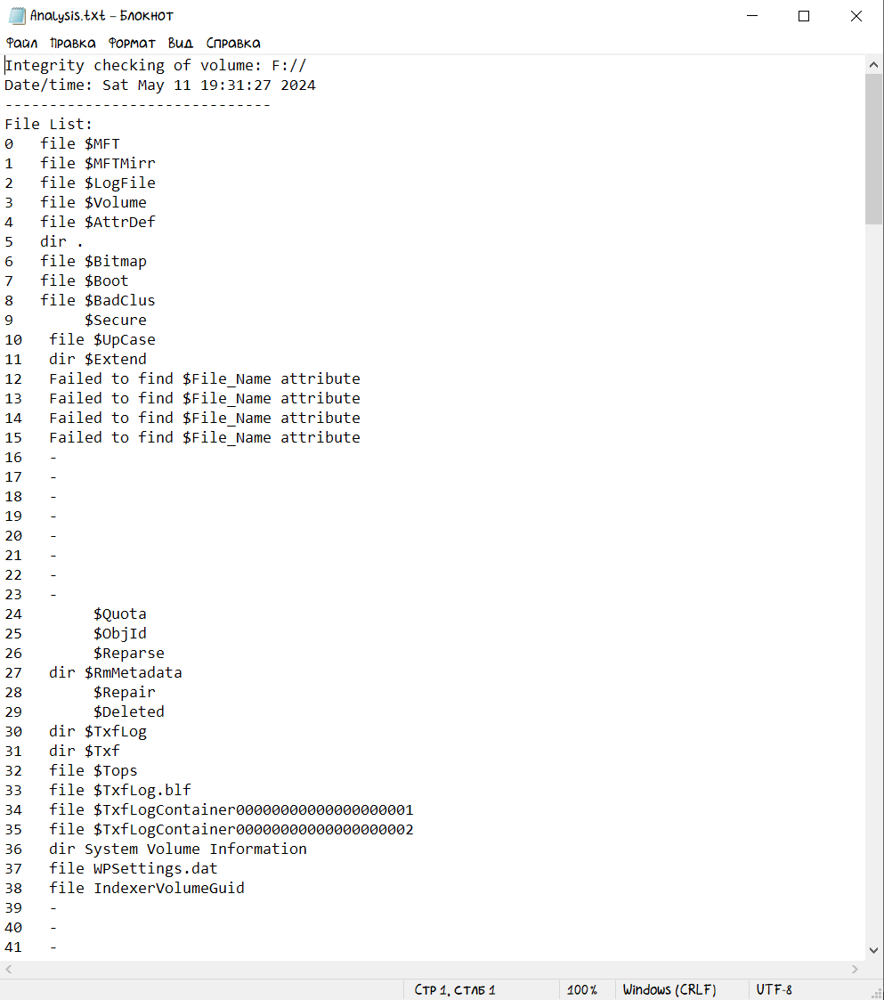 Analysis.txt – Блокнот
Файл Правка Формат Вид Справка
Integrity checking of volume: F://
Date/time: Sat May 11 19:31:27 2024
------------------------------
File List:
0   file $MFT
1   file $MFTMirr
2   file $LogFile
3   file $Volume
4   file $AttrDef
5   dir .
6   file $Bitmap
7   file $Boot
8   file $BadClus
9        $Secure
10   file $UpCase
11   dir $Extend
12   Failed to find $File_Name attribute
13   Failed to find $File_Name attribute
14   Failed to find $File_Name attribute
15   Failed to find $File_Name attribute
16   -
17   -
18   -
19   -
20   -
21   -
22   -
23   -
24        $Quota
25        $ObjId
26        $Reparse
27   dir $RmMetadata
28        $Repair
29        $Deleted
30   dir $TxfLog
31   dir $Txf
32   file $Tops
33   file $TxfLog.blf
34   file $TxfLogContainer00000000000000000001
35   file $TxfLogContainer00000000000000000002
36   dir System Volume Information
37   file WPSettings.dat
38   file IndexerVolumeGuid
39   -
40   -
41   -
Стр 1, стлб 1 100% Windows (CRLF) UTF-8